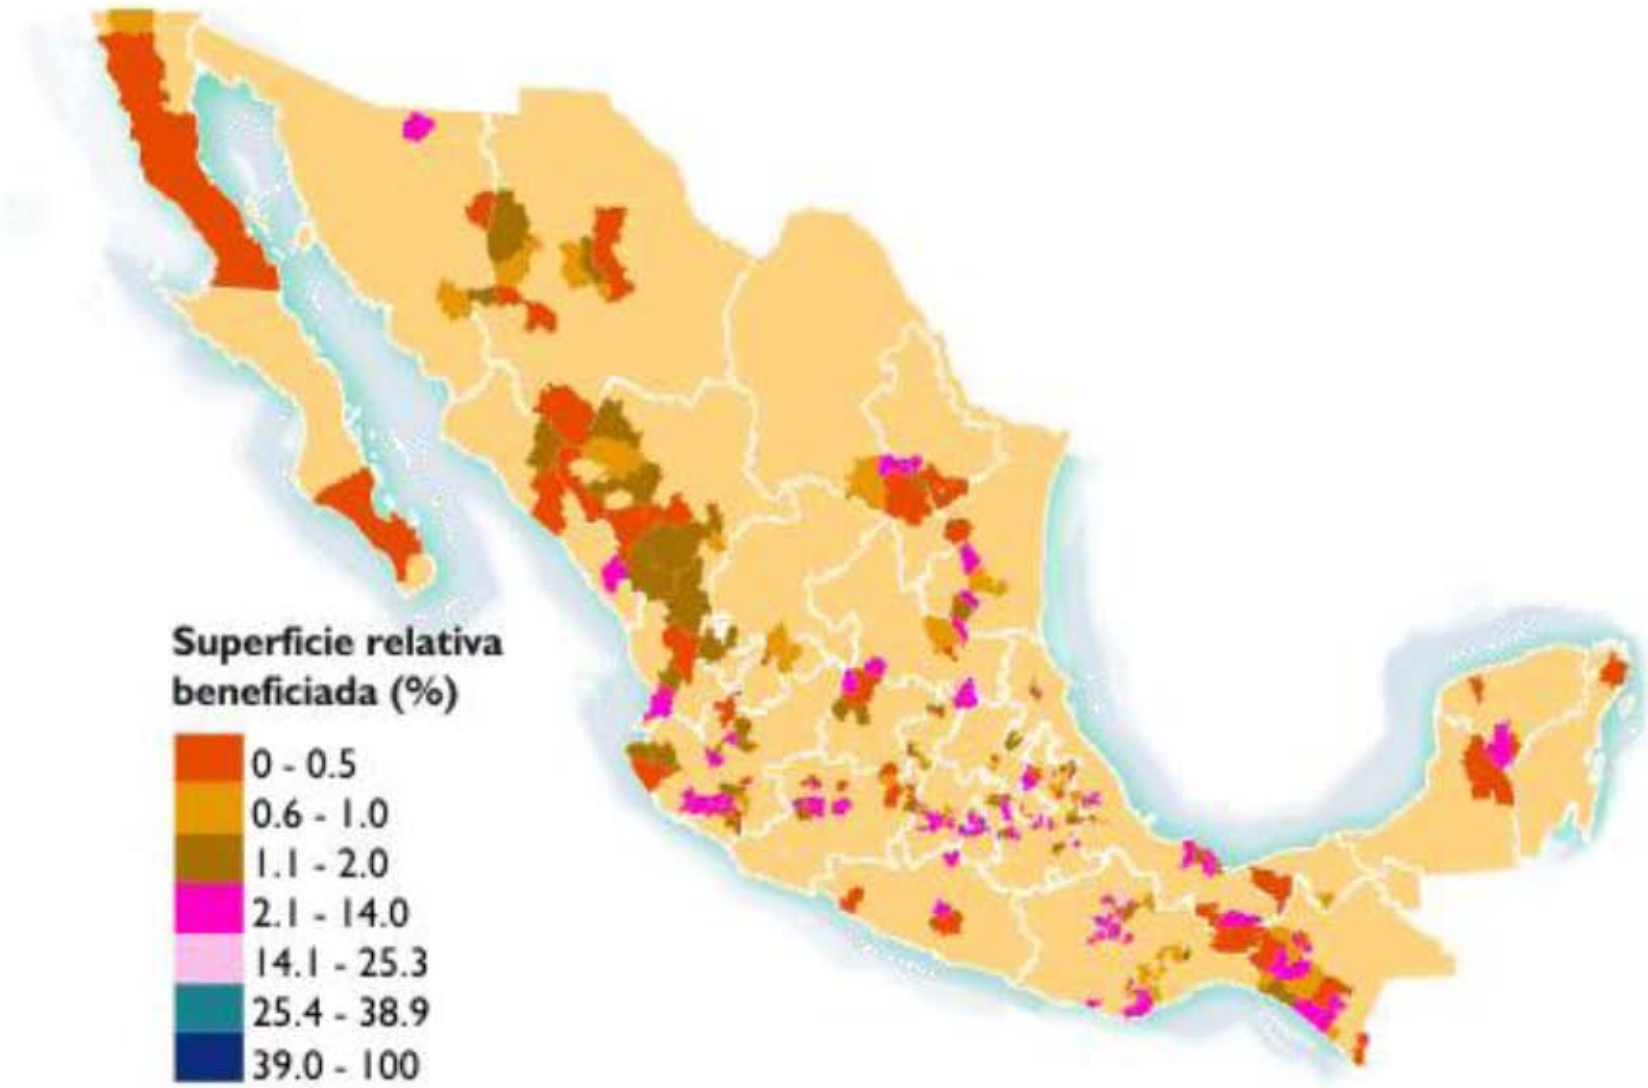 Superficie relativa
beneficiada (%)
0 - 0.5
0.6 - 1.0
1.1 - 2.0
2.1 - 14.0
14.1 - 25.3
25.4 - 38.9
39.0 - 100